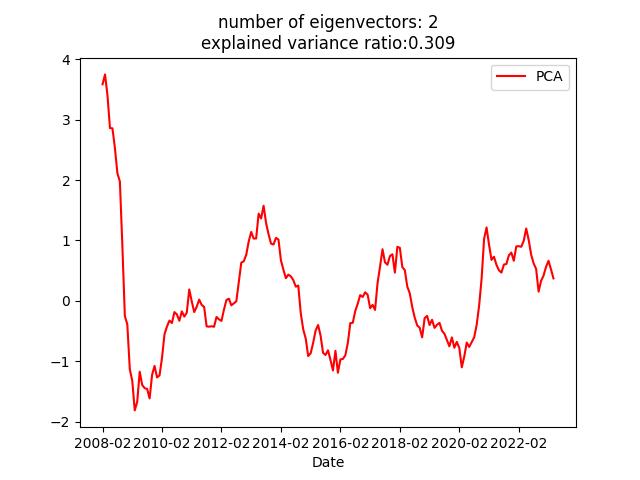 number of eigenvectors: 2
explained variance ratio:0.309
PCA
4
3
2
1
0
−1
−2
2008-02 2010-02 2012-02 2014-02 2016-02 2018-02 2020-02 2022-02
Date